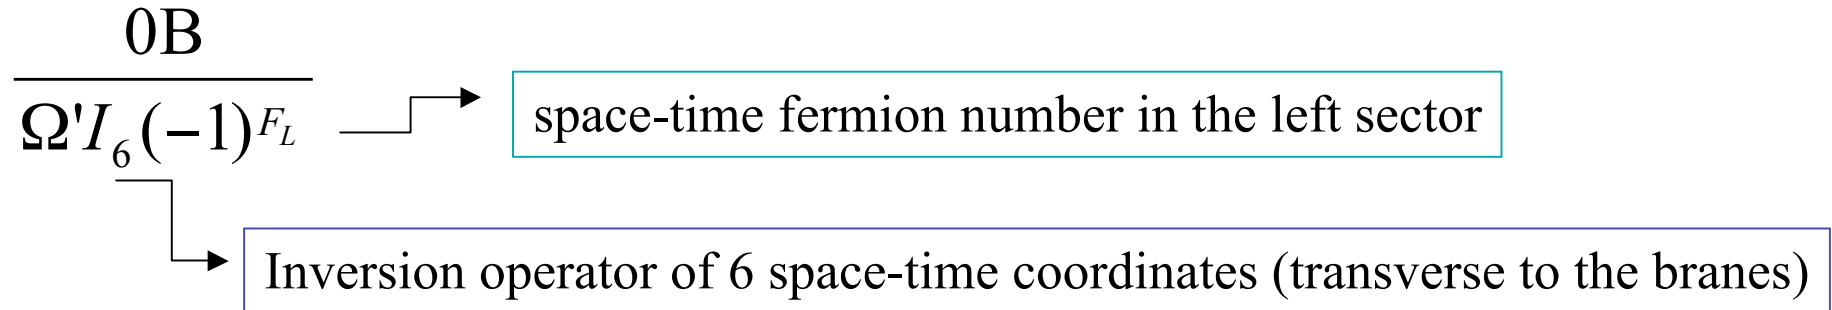 0B
Ω'I₆(−1)^{F_L}
space-time fermion number in the left sector
Inversion operator of 6 space-time coordinates (transverse to the branes)